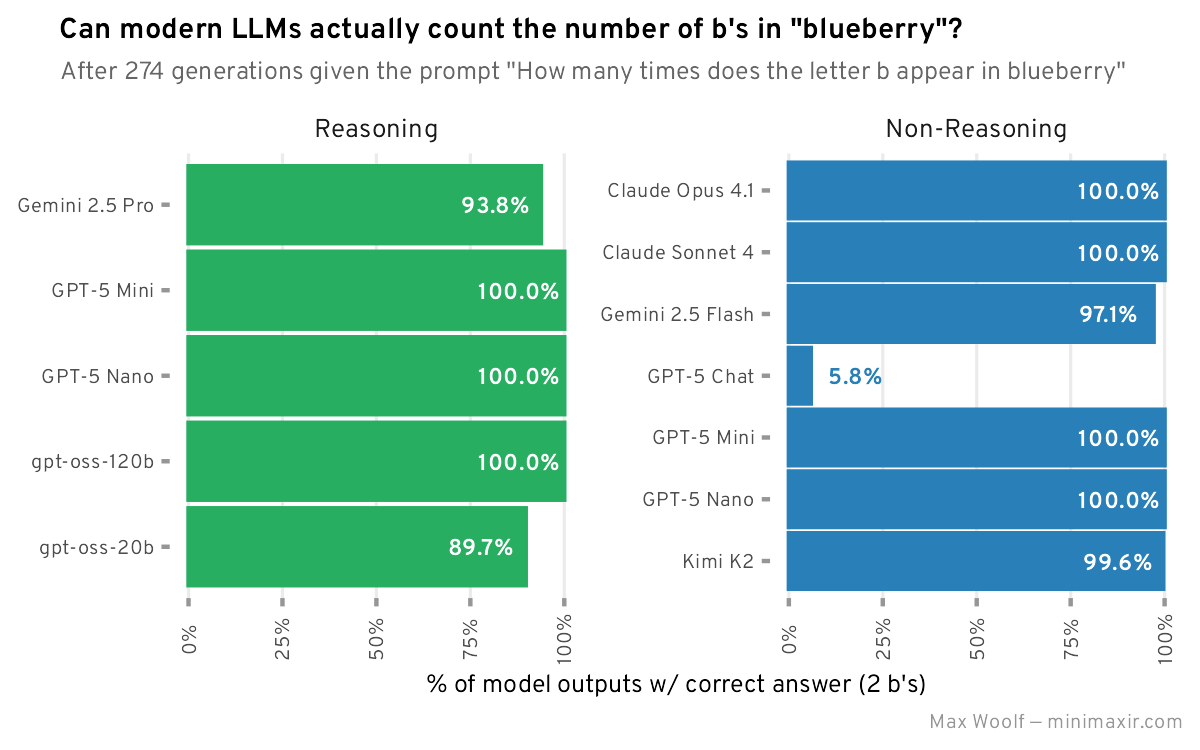 Can modern LLMs actually count the number of b's in "blueberry"?
After 274 generations given the prompt "How many times does the letter b appear in blueberry"
Reasoning
Gemini 2.5 Pro
93.8%
GPT-5 Mini
100.0%
GPT-5 Nano
100.0%
gpt-oss-120b
100.0%
gpt-oss-20b
89.7%
0%
25%
50%
75%
100%
Non-Reasoning
Claude Opus 4.1
100.0%
Claude Sonnet 4
100.0%
Gemini 2.5 Flash
97.1%
GPT-5 Chat
5.8%
GPT-5 Mini
100.0%
GPT-5 Nano
100.0%
Kimi K2
99.6%
0%
25%
50%
75%
100%
% of model outputs w/ correct answer (2 b's)
Max Woolf — minimaxir.com